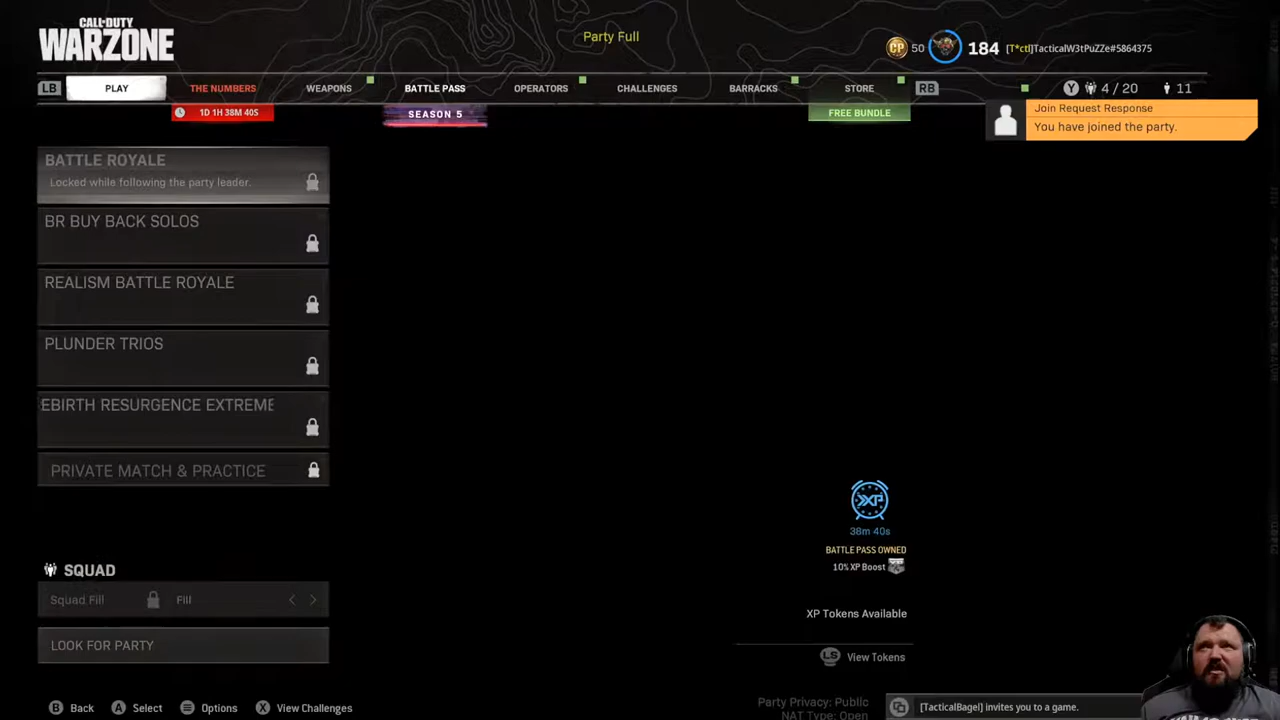 CALL OF DUTY
WARZONE
Party Full
CP 50 184 [T*ctl]TacticalW3tPuZZe#5864375
LB PLAY THE NUMBERS WEAPONS BATTLE PASS OPERATORS CHALLENGES BARRACKS STORE RB Y 4 / 20 11
1D 1H 38M 40S SEASON 5 FREE BUNDLE
Join Request Response
You have joined the party.
BATTLE ROYALE
Locked while following the party leader.
BR BUY BACK SOLOS
REALISM BATTLE ROYALE
PLUNDER TRIOS
EBIRTH RESURGENCE EXTREME
PRIVATE MATCH & PRACTICE
XP
38m 40s
BATTLE PASS OWNED
10% XP Boost
XP Tokens Available
LS View Tokens
SQUAD
Squad Fill Fill
LOOK FOR PARTY
B Back A Select Options X View Challenges
Party Privacy: Public
NAT Type: Open
[TacticalBagel] invites you to a game.